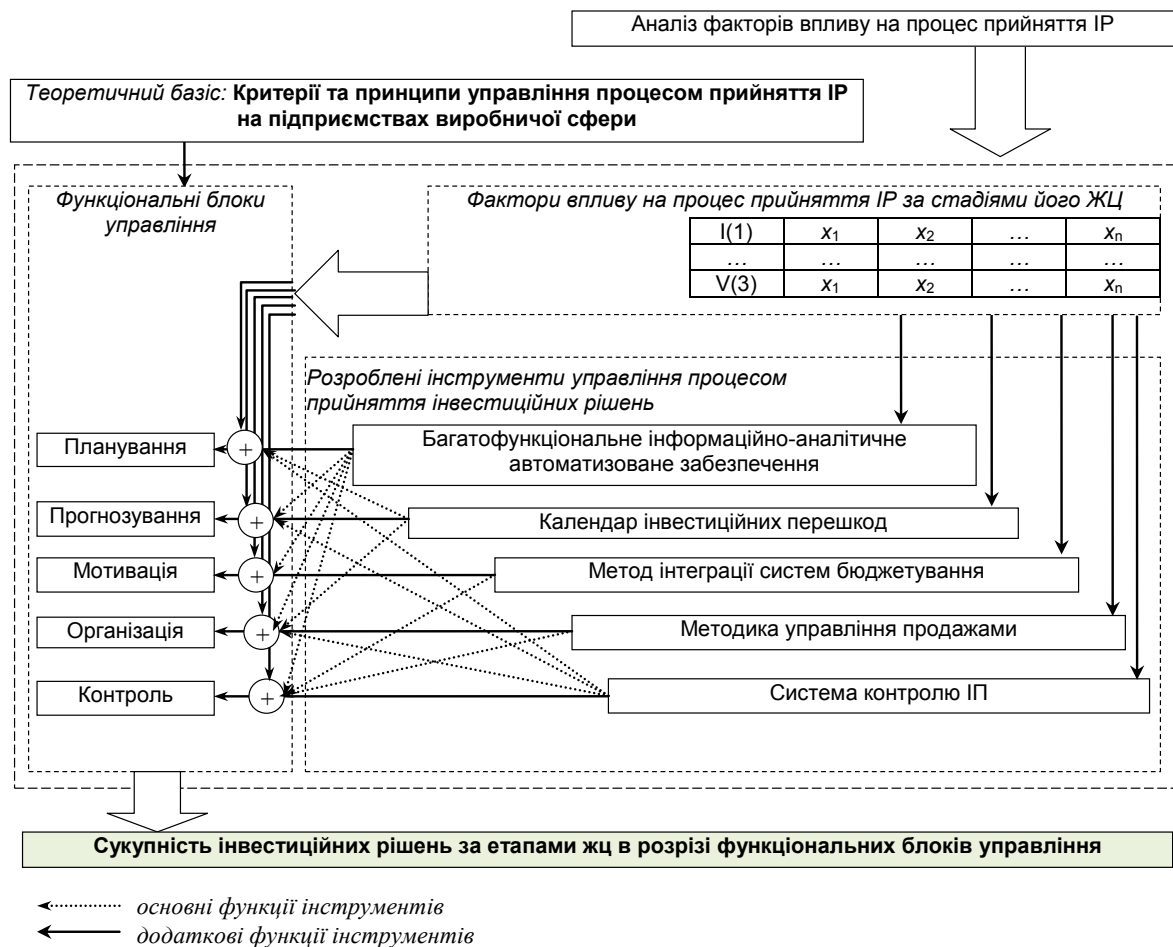 Аналіз факторів впливу на процес прийняття ІР
Теоретичний базіс: Критерії та принципи управління процесом прийняття ІР
на підприємствах виробничої сфери
Функціональні блоки
управління
Фактори впливу на процес прийняття ІР за стадіями його ЖЦ
I(1) x₁ x₂ … xₙ
… … … … …
V(3) x₁ x₂ … xₙ
Розроблені інструменти управління процесом
прийняття інвестиційних рішень
Планування
+
Багатофункціональне інформаційно-аналітичне
автоматизоване забезпечення
Прогнозування
+
Календар інвестиційних перешкод
Мотивація
+
Метод інтеграції систем бюджетування
Організація
+
Методика управління продажами
Контроль
+
Система контролю ІП
Сукупність інвестиційних рішень за етапами жц в розрізі функціональних блоків управління
основні функції інструментів
додаткові функції інструментів